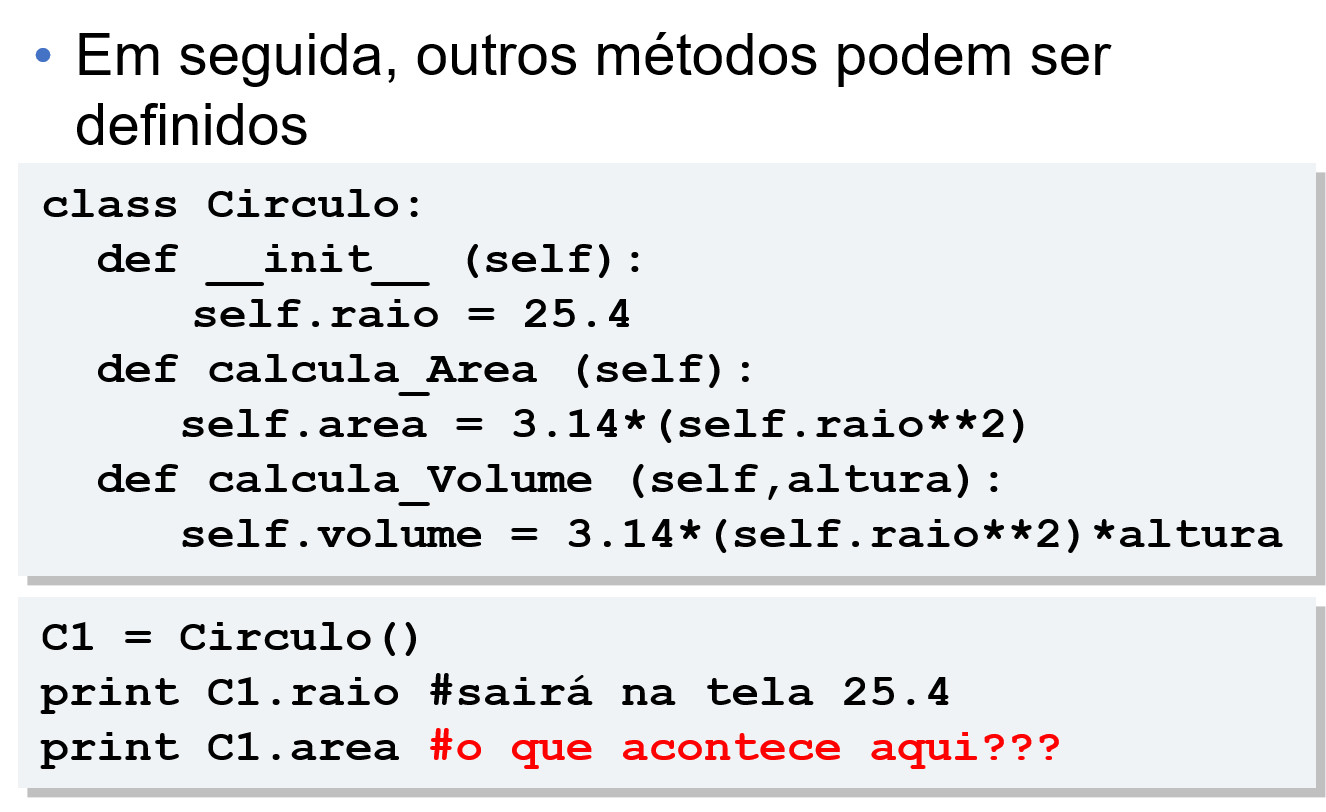 • Em seguida, outros métodos podem ser
definidos
class Circulo:
  def __init__ (self):
     self.raio = 25.4
  def calcula_Area (self):
     self.area = 3.14*(self.raio**2)
  def calcula_Volume (self,altura):
     self.volume = 3.14*(self.raio**2)*altura
C1 = Circulo()
print C1.raio #sairá na tela 25.4
print C1.area #o que acontece aqui???